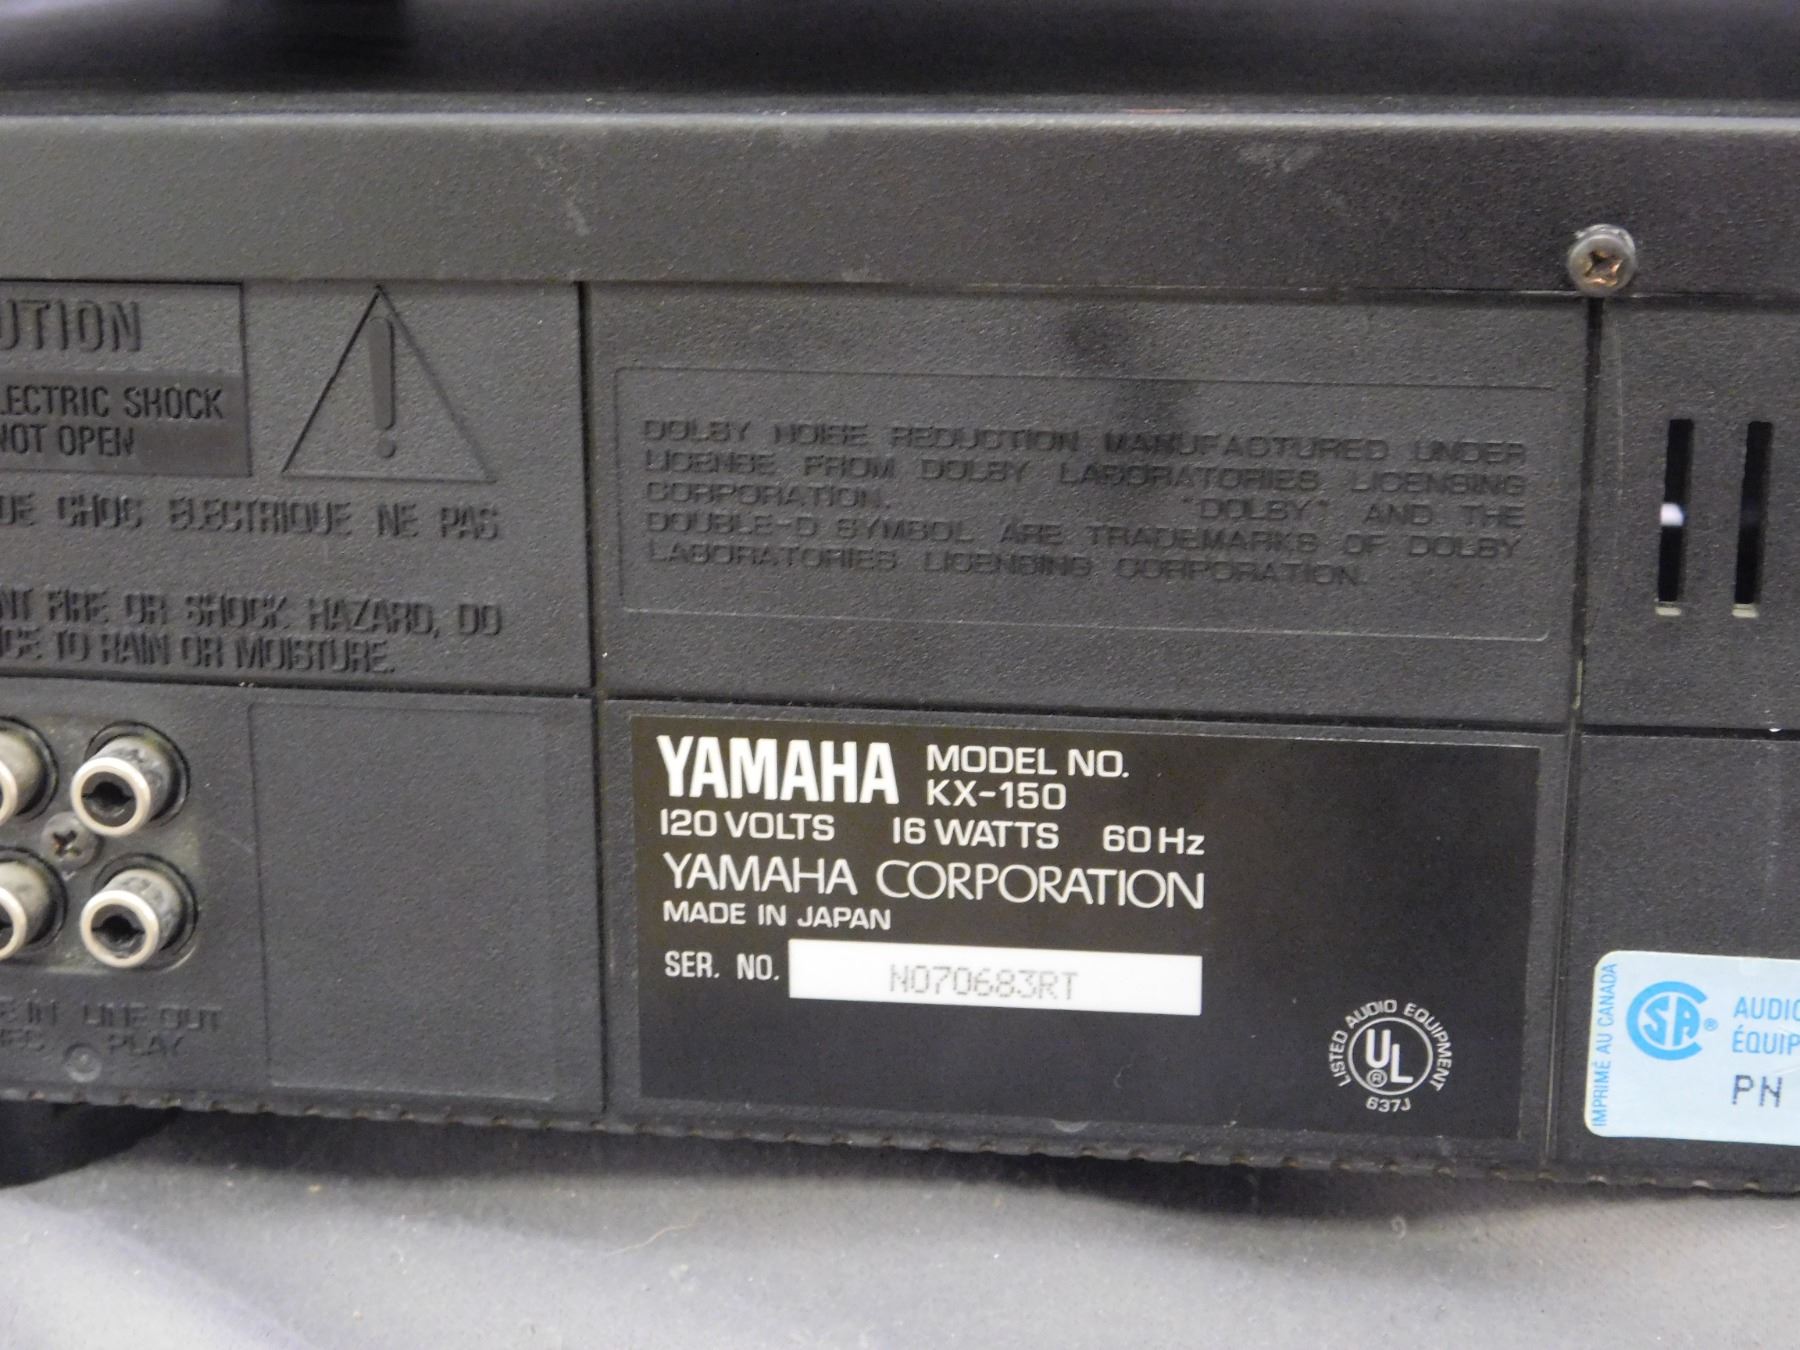 UTION
LECTRIC SHOCK
NOT OPEN
DE CHOC ELECTRIQUE NE PAS
NT FIRE OR SHOCK HAZARD, DO
CE TO RAIN OR MOISTURE.
DOLBY NOISE REDUCTION MANUFACTURED UNDER
LICENSE FROM DOLBY LABORATORIES LICENSING
CORPORATION. "DOLBY" AND THE
DOUBLE-D SYMBOL ARE TRADEMARKS OF DOLBY
LABORATORIES LICENSING CORPORATION.
E IN LINE OUT
REC PLAY
YAMAHA MODEL NO.
KX-150
120 VOLTS 16 WATTS 60 Hz
YAMAHA CORPORATION
MADE IN JAPAN
SER. NO. N070683RT
LISTED AUDIO EQUIPMENT
UL ®
637J
IMPRIMÉ AU CANADA
SA ®
AUDIO
ÉQUIP
PN